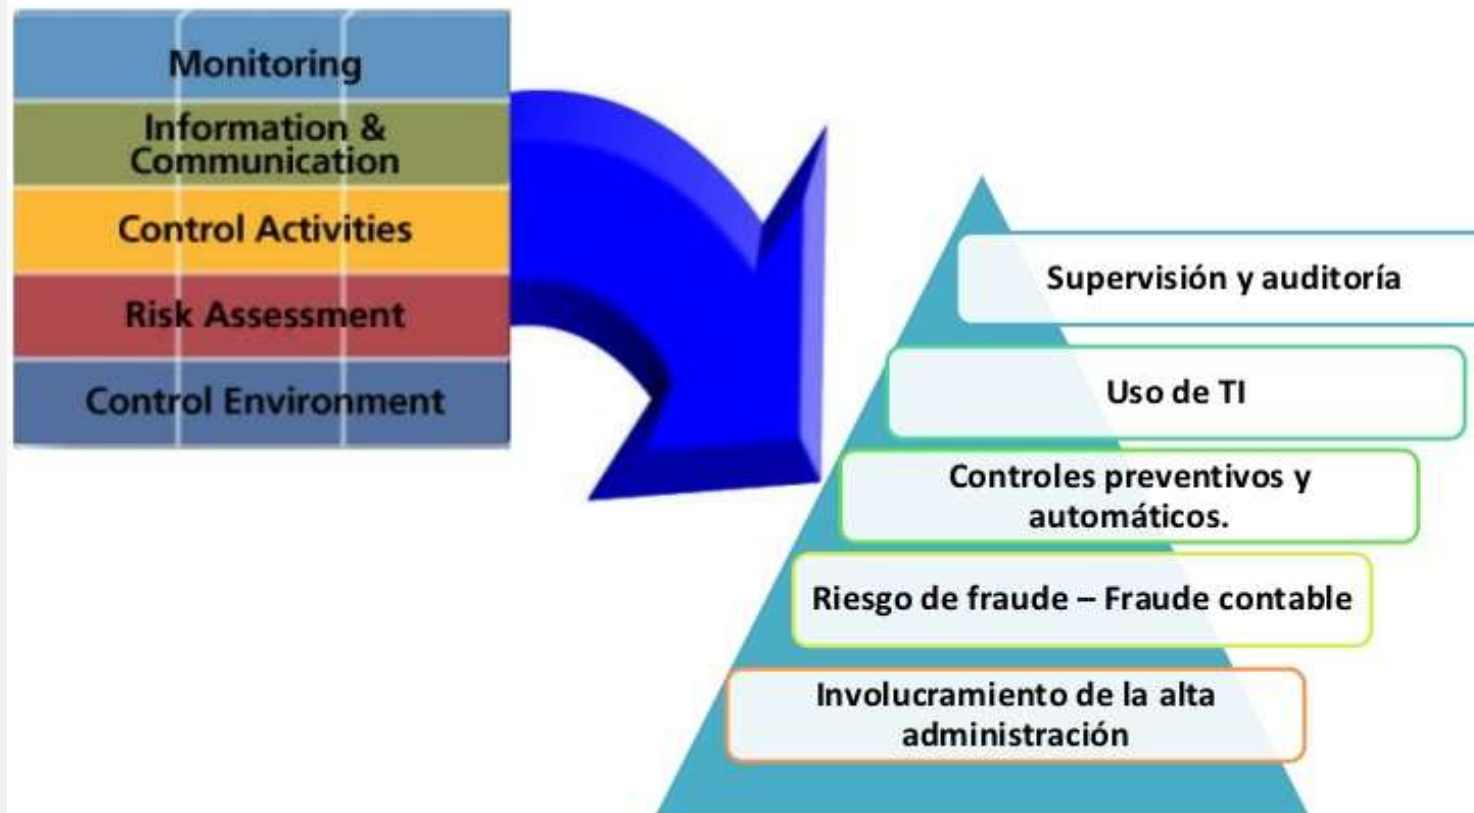 Monitoring
Information &
Communication
Control Activities
Risk Assessment
Control Environment
Supervisión y auditoría
Uso de TI
Controles preventivos y
automáticos.
Riesgo de fraude – Fraude contable
Involucramiento de la alta
administración